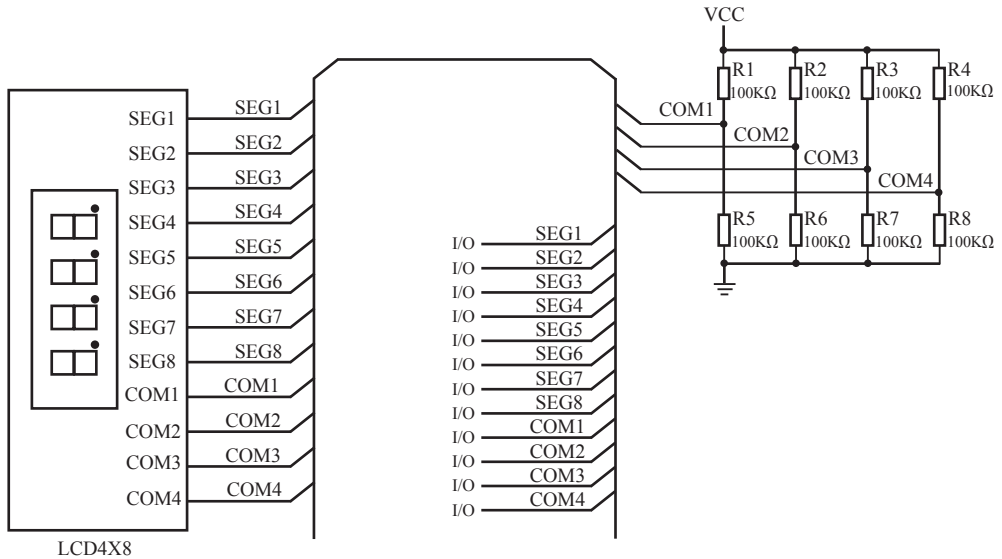 VCC
R1
100KΩ
R2
100KΩ
R3
100KΩ
R4
100KΩ
COM1
COM2
COM3
COM4
R5
100KΩ
R6
100KΩ
R7
100KΩ
R8
100KΩ
SEG1 SEG1
SEG2 SEG2
SEG3 SEG3
SEG4 SEG4
SEG5 SEG5
SEG6 SEG6
SEG7 SEG7
SEG8 SEG8
COM1 COM1
COM2 COM2
COM3 COM3
COM4 COM4
I/O SEG1
I/O SEG2
I/O SEG3
I/O SEG4
I/O SEG5
I/O SEG6
I/O SEG7
I/O SEG8
I/O COM1
I/O COM2
I/O COM3
I/O COM4
LCD4X8